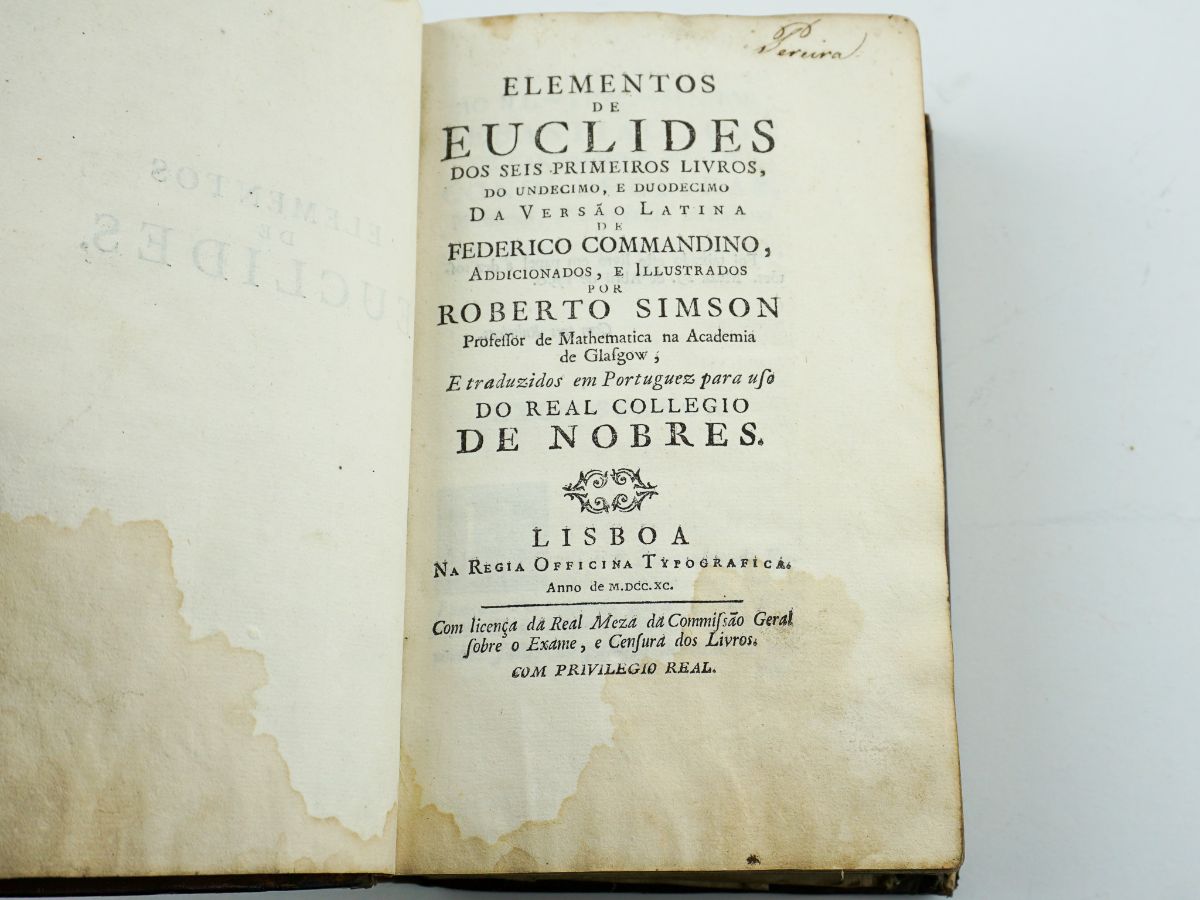 Pereira
ELEMENTOS
DE
EUCLIDES
DOS SEIS PRIMEIROS LIVROS,
DO UNDECIMO, E DUODECIMO
DA VERSÃO LATINA
DE
FEDERICO COMMANDINO,
ADDICIONADOS, E ILLUSTRADOS
POR
ROBERTO SIMSON
Profeſſor de Mathematica na Academia
de Glaſgow;
E traduzidos em Portuguez para uſo
DO REAL COLLEGIO
DE NOBRES.
LISBOA
NA REGIA OFFICINA TYPOGRAFICA.
Anno de M.DCC.XC.
Com licença da Real Meza da Commiſsão Geral
ſobre o Exame, e Cenſura dos Livros.
COM PRIVILEGIO REAL.
ELEMENTOS
DE
EUCLIDES,